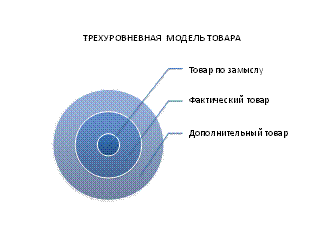 ТРЕХУРОВНЕВНАЯ МОДЕЛЬ ТОВАРА
Товар по замыслу
Фактический товар
Дополнительный товар